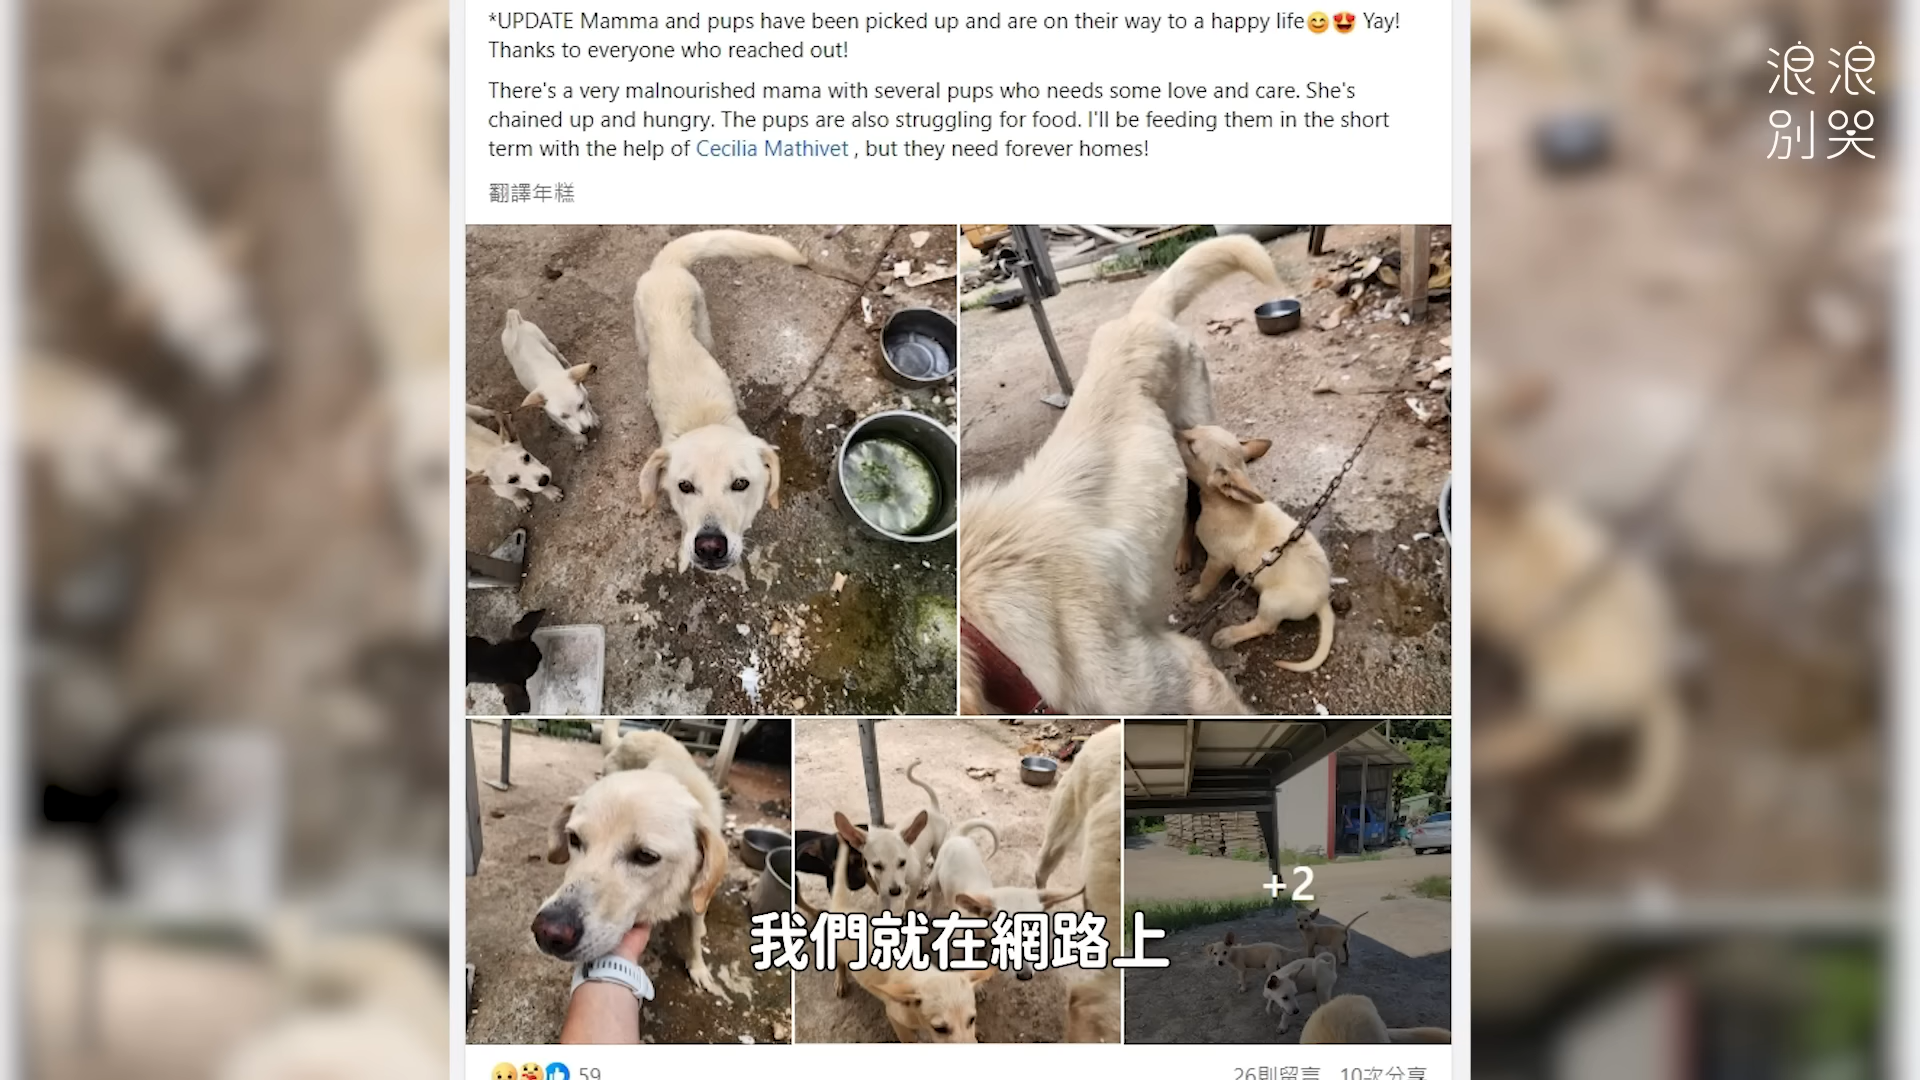 *UPDATE Mamma and pups have been picked up and are on their way to a happy life😊😍 Yay!
Thanks to everyone who reached out!
There's a very malnourished mama with several pups who needs some love and care. She's
chained up and hungry. The pups are also struggling for food. I'll be feeding them in the short
term with the help of Cecilia Mathivet , but they need forever homes!
翻譯年糕
浪浪
別哭
+2
我們就在網路上
59
26則留言 10次分享